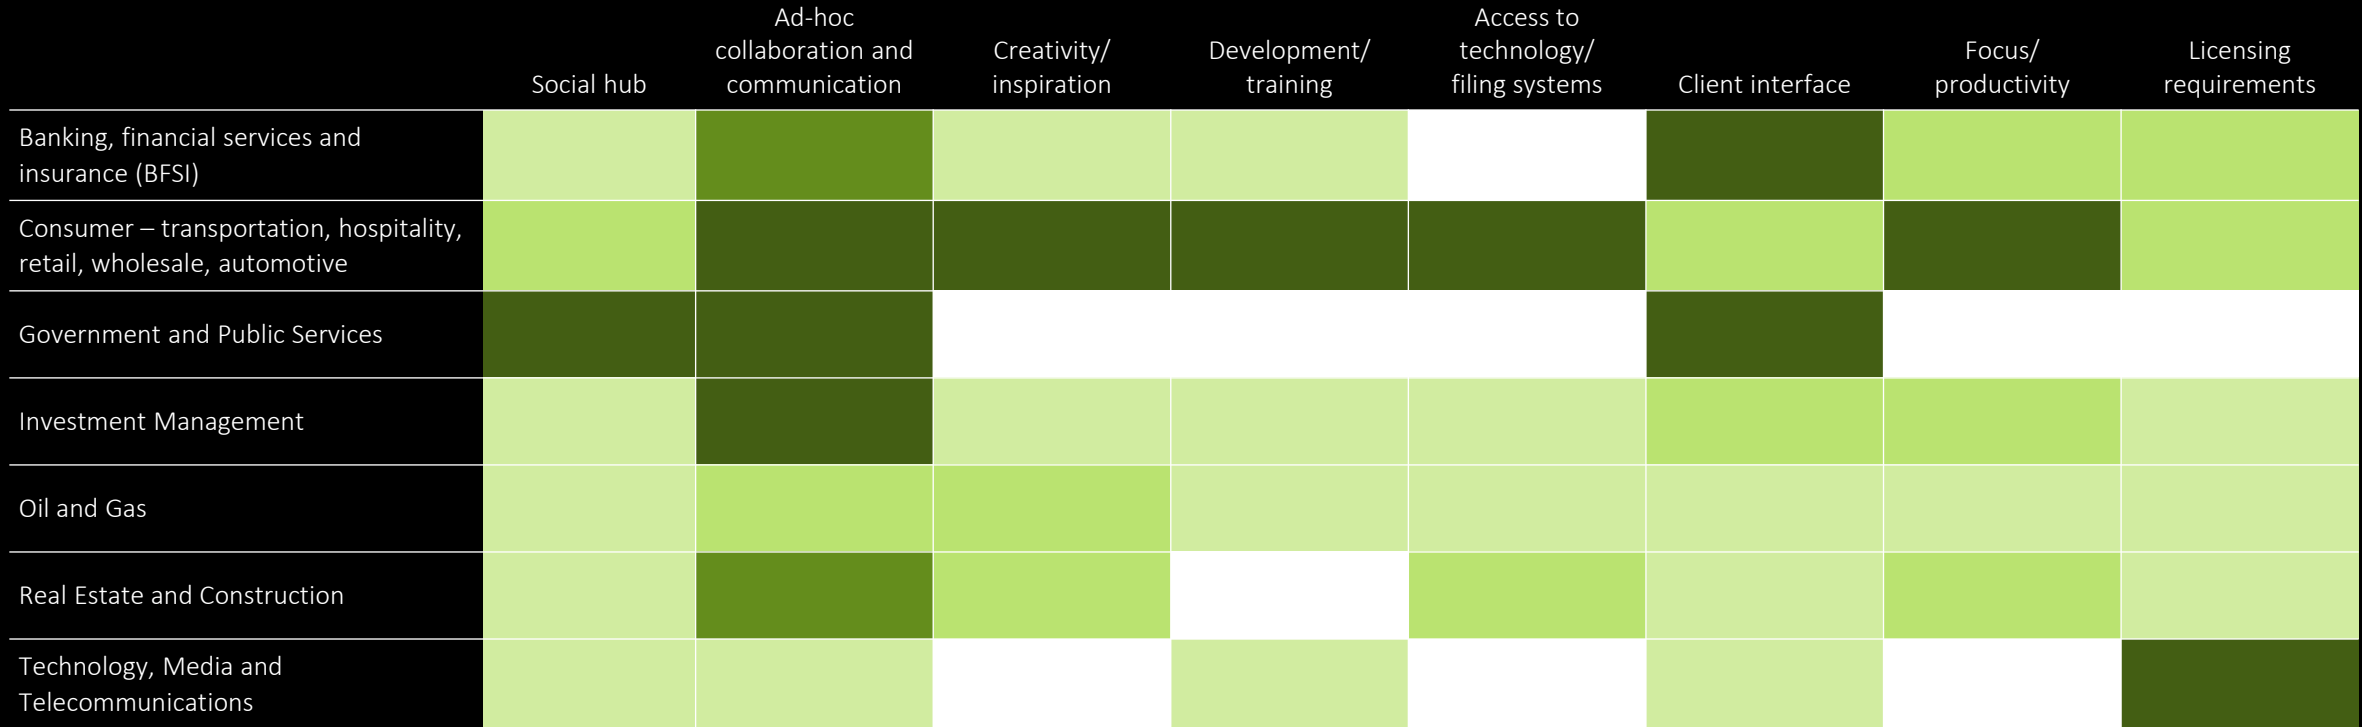 Social hub
Ad-hoc
collaboration and
communication
Creativity/
inspiration
Development/
training
Access to
technology/
filing systems
Client interface
Focus/
productivity
Licensing
requirements
Banking, financial services and
insurance (BFSI)
Consumer – transportation, hospitality,
retail, wholesale, automotive
Government and Public Services
Investment Management
Oil and Gas
Real Estate and Construction
Technology, Media and
Telecommunications